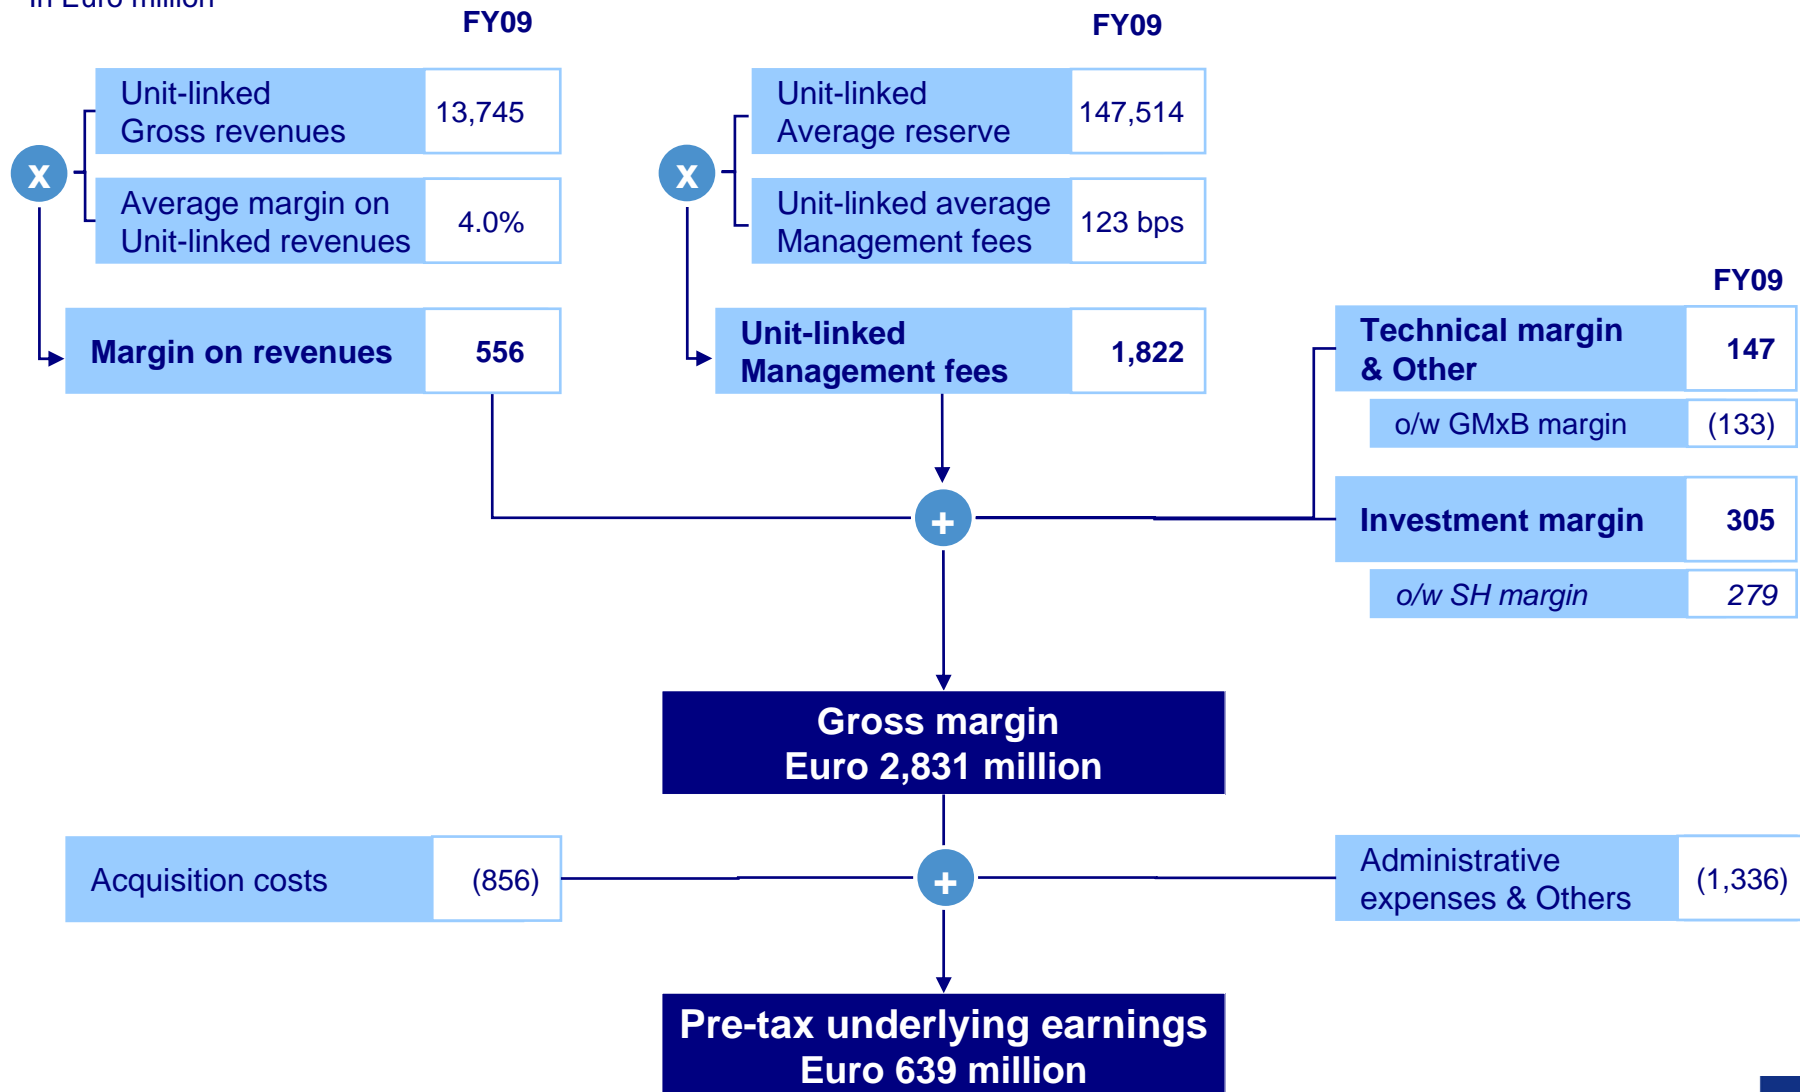 In Euro million
FY09
FY09
Unit-linked
Gross revenues
13,745
Unit-linked
Average reserve
147,514
x
x
Average margin on
Unit-linked revenues
4.0%
Unit-linked average
Management fees
123 bps
FY09
Margin on revenues
556
Unit-linked
Management fees
1,822
Technical margin
& Other
147
o/w GMxB margin
(133)
+
Investment margin
305
o/w SH margin
279
Gross margin
Euro 2,831 million
Acquisition costs
(856)
+
Administrative
expenses & Others
(1,336)
Pre-tax underlying earnings
Euro 639 million